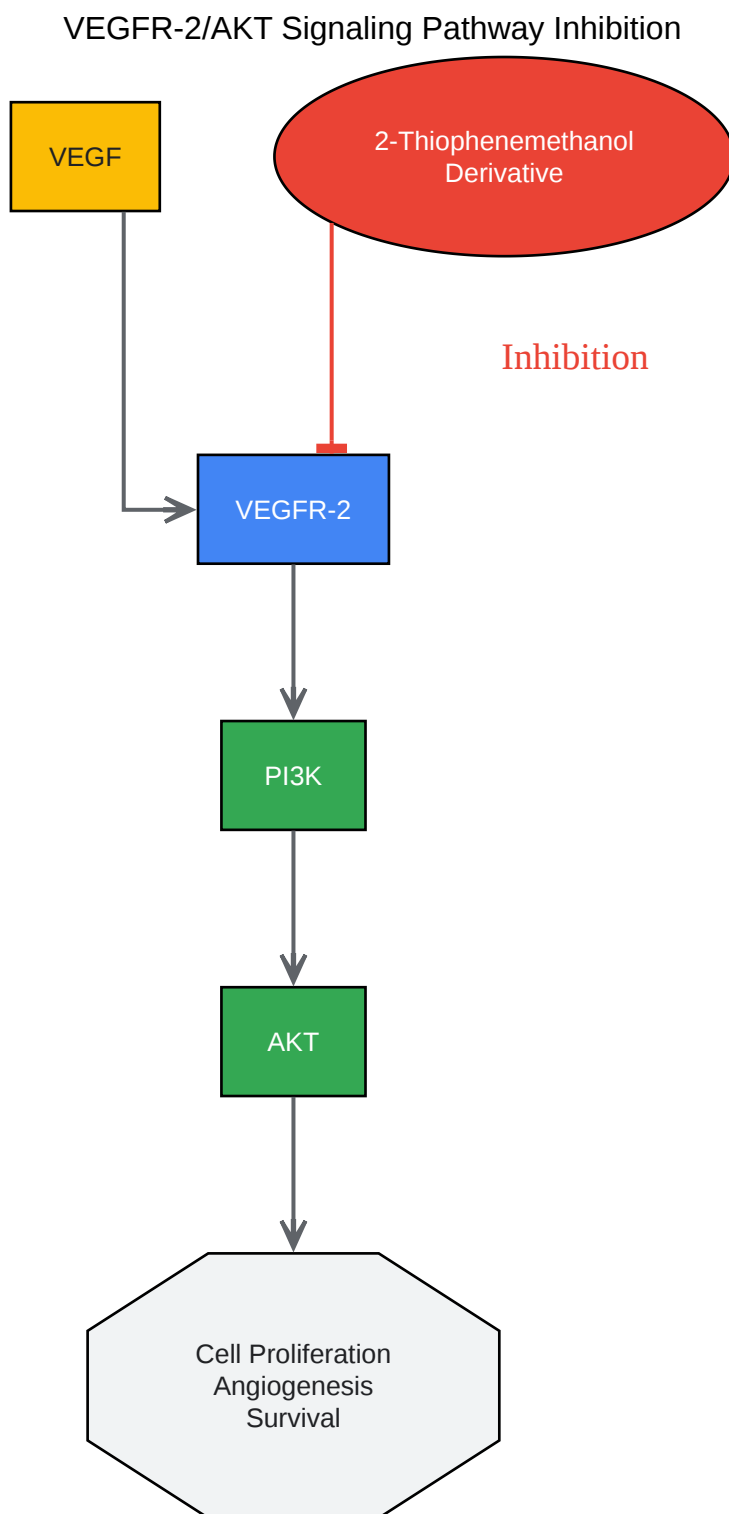 VEGFR-2/AKT Signaling Pathway Inhibition
VEGF
2-Thiophenemethanol
Derivative
Inhibition
VEGFR-2
PI3K
AKT
Cell Proliferation
Angiogenesis
Survival